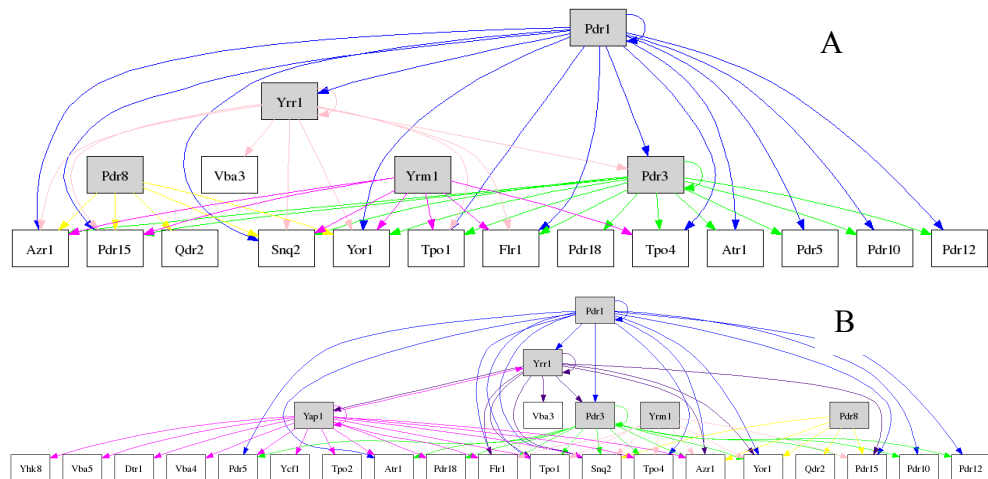 Pdr1
A
Yrr1
Pdr8 Vba3 Yrm1 Pdr3
Azr1 Pdr15 Qdr2 Snq2 Yor1 Tpo1 Flr1 Pdr18 Tpo4 Atr1 Pdr5 Pdr10 Pdr12
Pdr1
B
Yrr1
Yap1 Vba3 Pdr3 Yrm1 Pdr8
Yhk8 Vba5 Dtr1 Vba4 Pdr5 Ycf1 Tpo2 Atr1 Pdr18 Flr1 Tpo1 Snq2 Tpo4 Azr1 Yor1 Qdr2 Pdr15 Pdr10 Pdr12